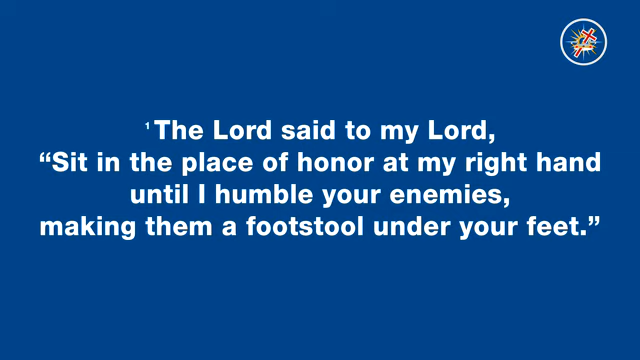 ¹ The Lord said to my Lord,
“Sit in the place of honor at my right hand
until I humble your enemies,
making them a footstool under your feet.”